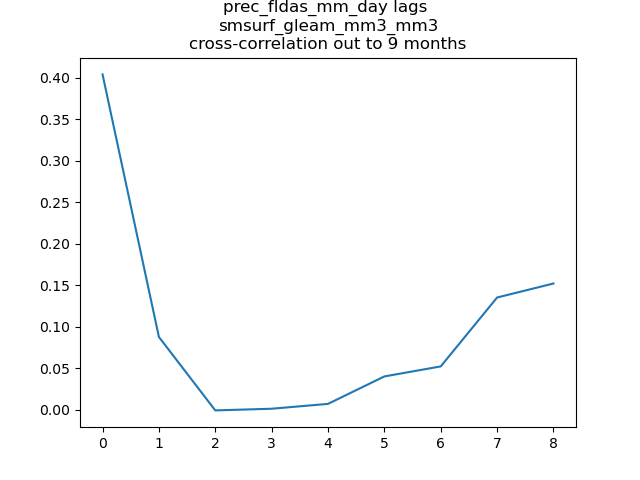 prec_fldas_mm_day lags
smsurf_gleam_mm3_mm3
cross-correlation out to 9 months
0.40
0.35
0.30
0.25
0.20
0.15
0.10
0.05
0.00
0 1 2 3 4 5 6 7 8